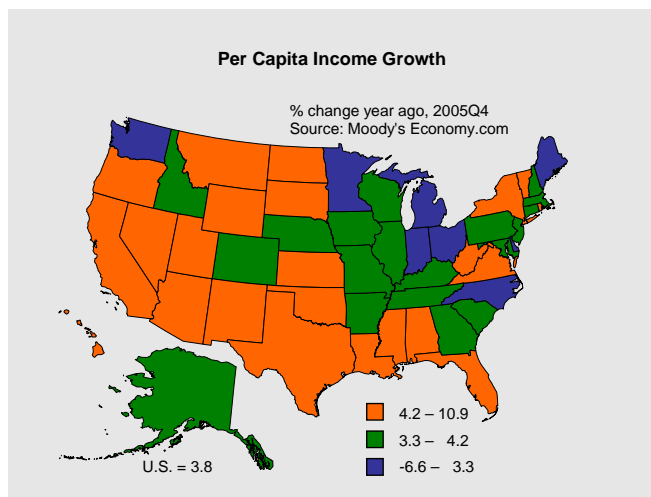 Per Capita Income Growth
% change year ago, 2005Q4
Source: Moody's Economy.com
4.2 – 10.9
3.3 – 4.2
-6.6 – 3.3
U.S. = 3.8